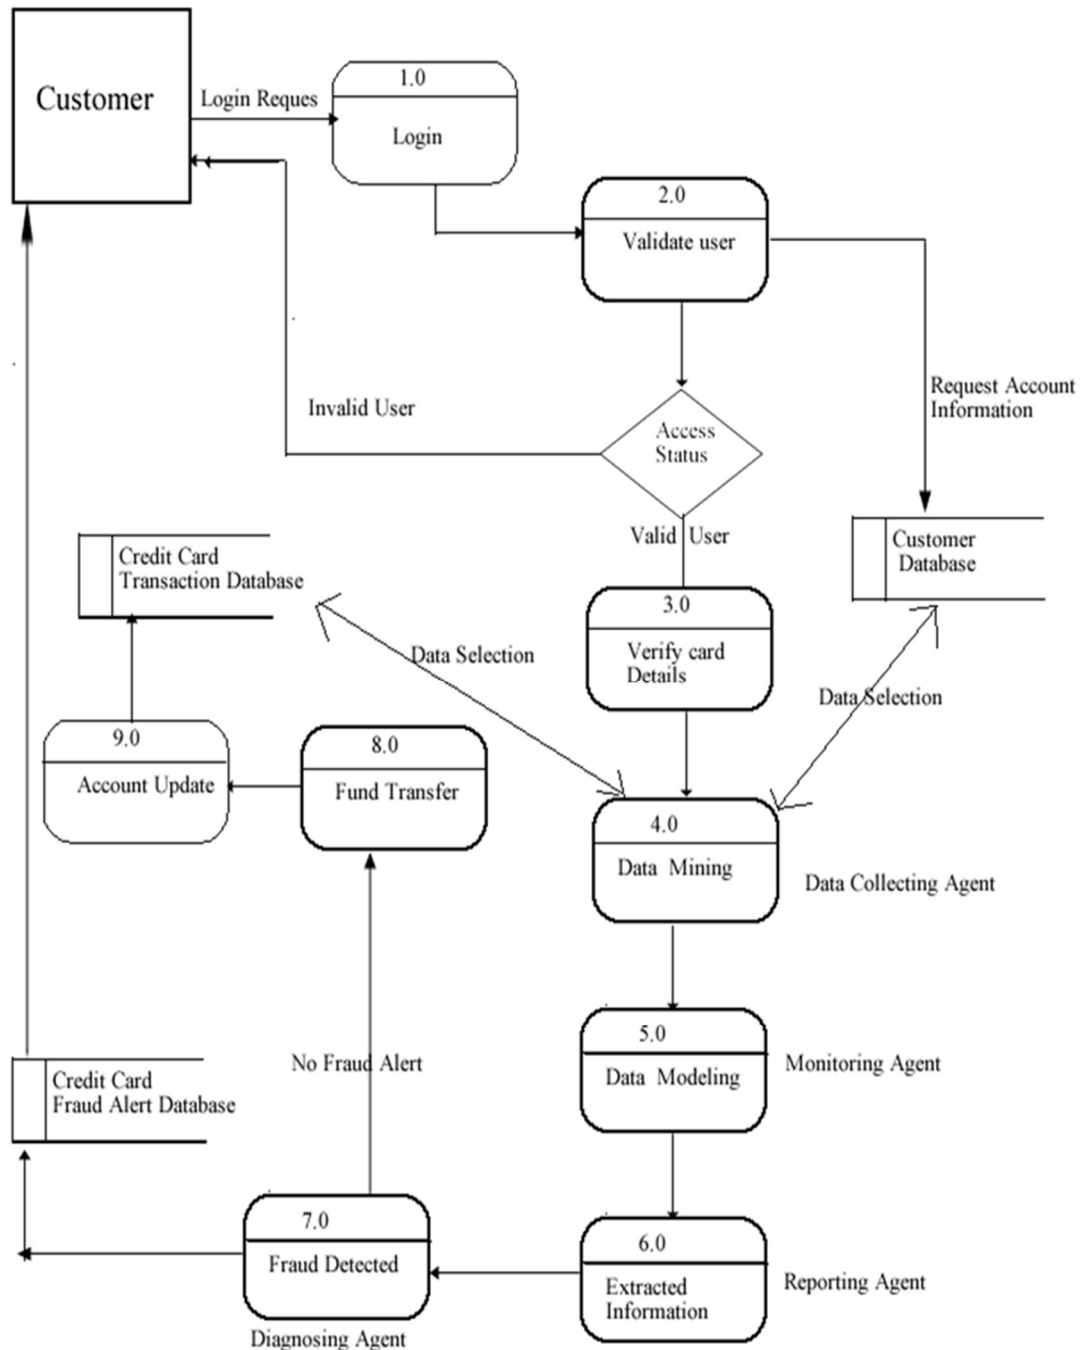 Customer
Login Reques
1.0
Login
2.0
Validate user
Request Account
Information
Invalid User
Access
Status
Valid User
Customer
Database
Credit Card
Transaction Database
3.0
Verify card
Details
Data Selection
Data Selection
9.0
Account Update
8.0
Fund Transfer
4.0
Data Mining
Data Collecting Agent
5.0
Data Modeling
Monitoring Agent
No Fraud Alert
Credit Card
Fraud Alert Database
7.0
Fraud Detected
Diagnosing Agent
6.0
Extracted
Information
Reporting Agent